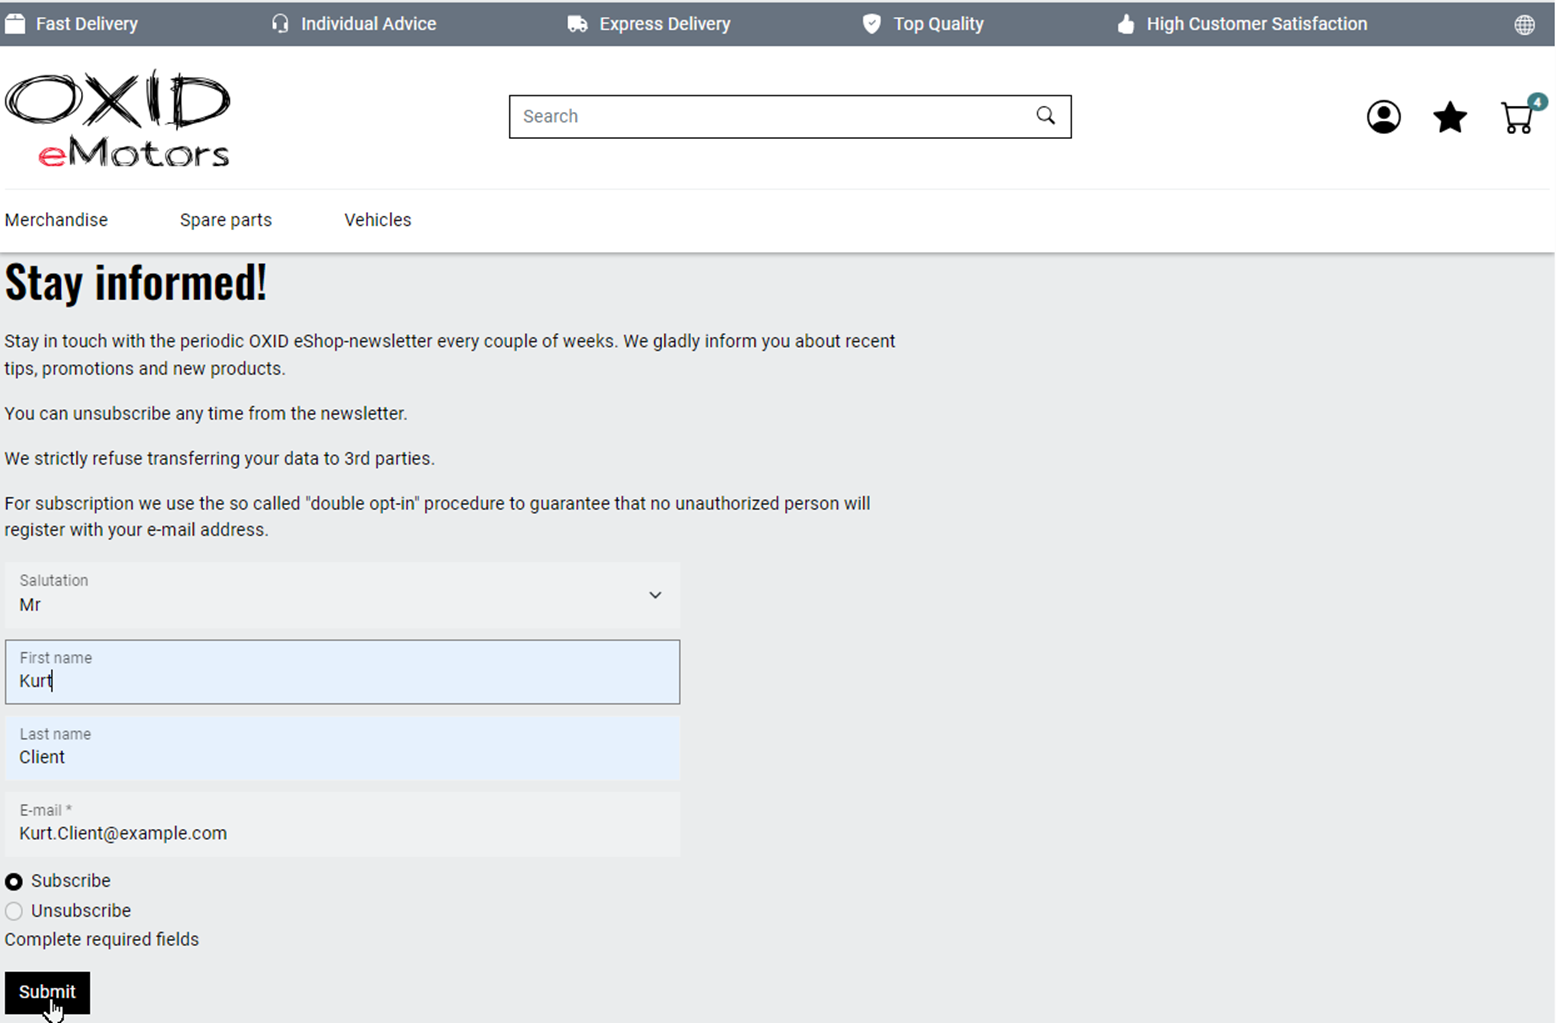 Fast Delivery Individual Advice Express Delivery Top Quality High Customer Satisfaction
OXID
eMotors
Search
4
Merchandise Spare parts Vehicles
Stay informed!
Stay in touch with the periodic OXID eShop-newsletter every couple of weeks. We gladly inform you about recent
tips, promotions and new products.
You can unsubscribe any time from the newsletter.
We strictly refuse transferring your data to 3rd parties.
For subscription we use the so called "double opt-in" procedure to guarantee that no unauthorized person will
register with your e-mail address.
Salutation
Mr
First name
Kurt
Last name
Client
E-mail *
Kurt.Client@example.com
Subscribe
Unsubscribe
Complete required fields
Submit